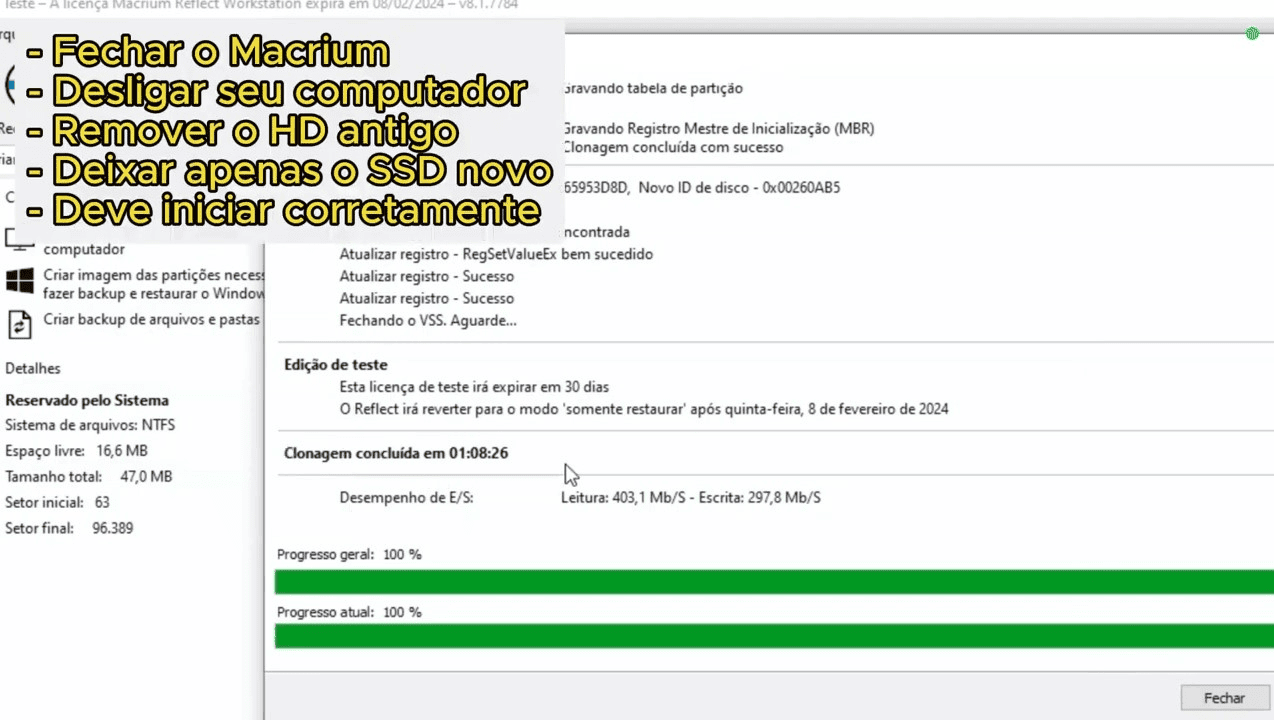 Teste – A licença Macrium Reflect Workstation expira em 08/02/2024 – v8.1.7784
- Fechar o Macrium
- Desligar seu computador
- Remover o HD antigo
- Deixar apenas o SSD novo
- Deve iniciar corretamente
Gravando tabela de partição
Gravando Registro Mestre de Inicialização (MBR)
Clonagem concluída com sucesso
65953D8D, Novo ID de disco - 0x00260AB5
ncontrada
Atualizar registro - RegSetValueEx bem sucedido
Atualizar registro - Sucesso
Atualizar registro - Sucesso
Fechando o VSS. Aguarde...
computador
Criar imagem das partições necess
fazer backup e restaurar o Window
Criar backup de arquivos e pastas
Detalhes
Reservado pelo Sistema
Sistema de arquivos: NTFS
Espaço livre: 16,6 MB
Tamanho total: 47,0 MB
Setor inicial: 63
Setor final: 96.389
Edição de teste
Esta licença de teste irá expirar em 30 dias
O Reflect irá reverter para o modo 'somente restaurar' após quinta-feira, 8 de fevereiro de 2024
Clonagem concluída em 01:08:26
Desempenho de E/S: Leitura: 403,1 Mb/S - Escrita: 297,8 Mb/S
Progresso geral: 100 %
Progresso atual: 100 %
Fechar